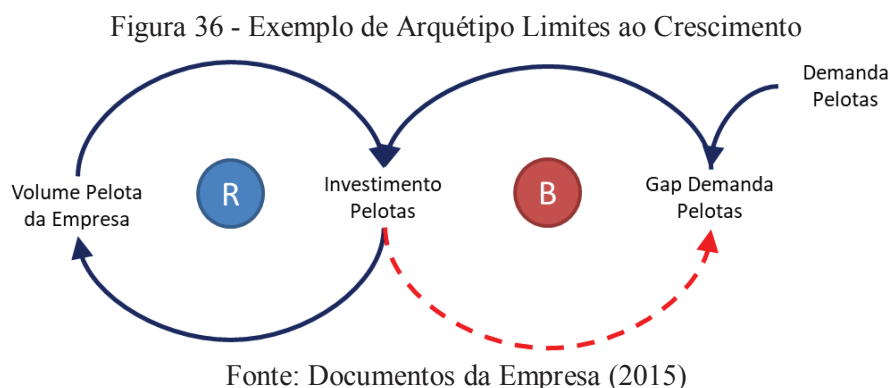 Figura 36 - Exemplo de Arquétipo Limites ao Crescimento
Demanda
Pelotas
Volume Pelota
da Empresa
R
Investimento
Pelotas
B
Gap Demanda
Pelotas
Fonte: Documentos da Empresa (2015)